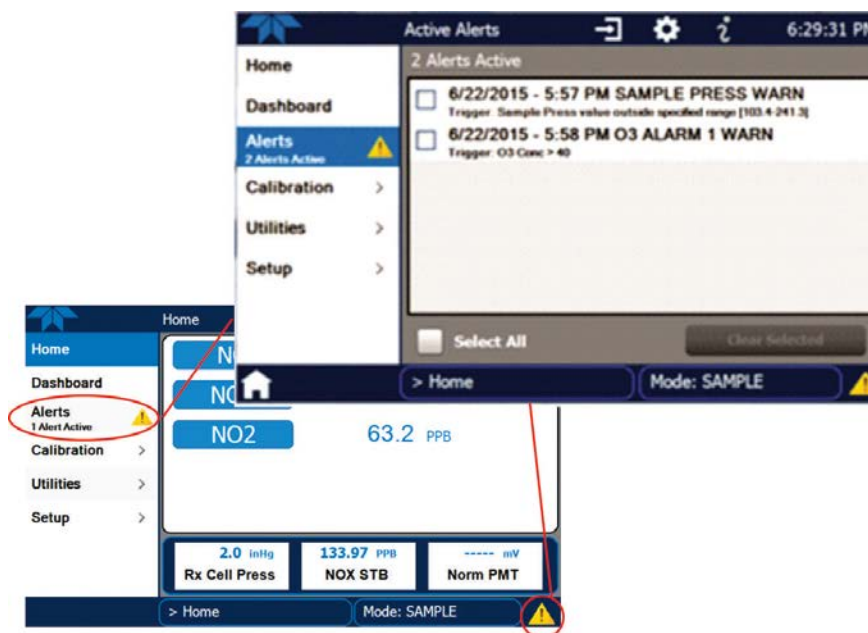 Active Alerts
6:29:31 PM
Home
Dashboard
Alerts
2 Alerts Active
Calibration >
Utilities >
Setup >
2 Alerts Active
6/22/2015 - 5:57 PM SAMPLE PRESS WARN
Trigger: Sample Press value outside specified range [103.4-241.3]
6/22/2015 - 5:58 PM O3 ALARM 1 WARN
Trigger: O3 Conc > 40
Select All
Clear Selected
> Home
Mode: SAMPLE
Home
Home
Dashboard
Alerts
1 Alert Active
Calibration >
Utilities >
Setup >
NO2
63.2 PPB
2.0 inHg
Rx Cell Press
133.97 PPB
NOX STB
----- mV
Norm PMT
> Home
Mode: SAMPLE